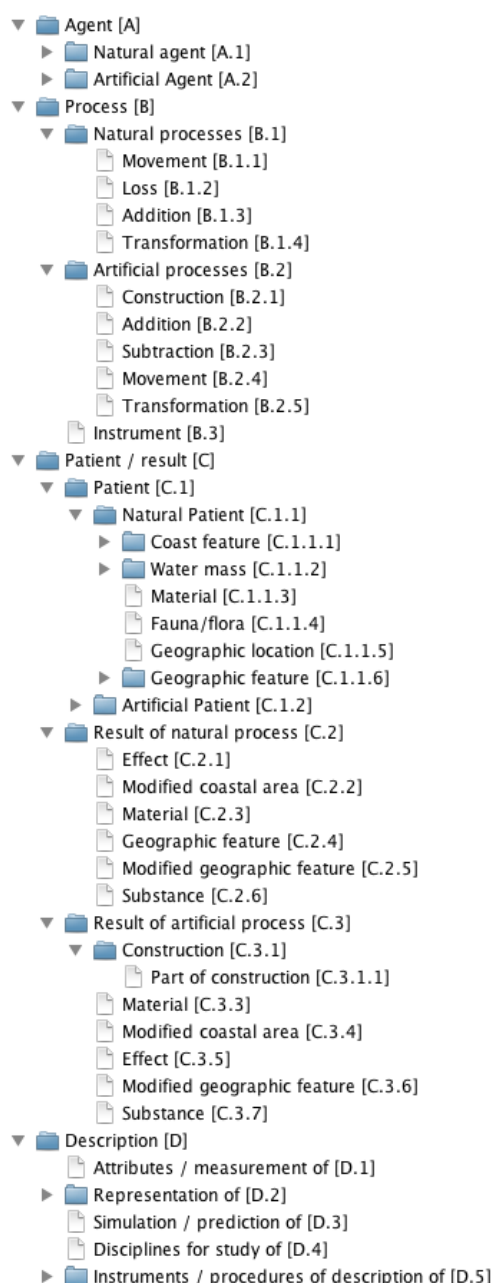 Agent [A]
Natural agent [A.1]
Artificial Agent [A.2]
Process [B]
Natural processes [B.1]
Movement [B.1.1]
Loss [B.1.2]
Addition [B.1.3]
Transformation [B.1.4]
Artificial processes [B.2]
Construction [B.2.1]
Addition [B.2.2]
Subtraction [B.2.3]
Movement [B.2.4]
Transformation [B.2.5]
Instrument [B.3]
Patient / result [C]
Patient [C.1]
Natural Patient [C.1.1]
Coast feature [C.1.1.1]
Water mass [C.1.1.2]
Material [C.1.1.3]
Fauna/flora [C.1.1.4]
Geographic location [C.1.1.5]
Geographic feature [C.1.1.6]
Artificial Patient [C.1.2]
Result of natural process [C.2]
Effect [C.2.1]
Modified coastal area [C.2.2]
Material [C.2.3]
Geographic feature [C.2.4]
Modified geographic feature [C.2.5]
Substance [C.2.6]
Result of artificial process [C.3]
Construction [C.3.1]
Part of construction [C.3.1.1]
Material [C.3.3]
Modified coastal area [C.3.4]
Effect [C.3.5]
Modified geographic feature [C.3.6]
Substance [C.3.7]
Description [D]
Attributes / measurement of [D.1]
Representation of [D.2]
Simulation / prediction of [D.3]
Disciplines for study of [D.4]
Instruments / procedures of description of [D.5]